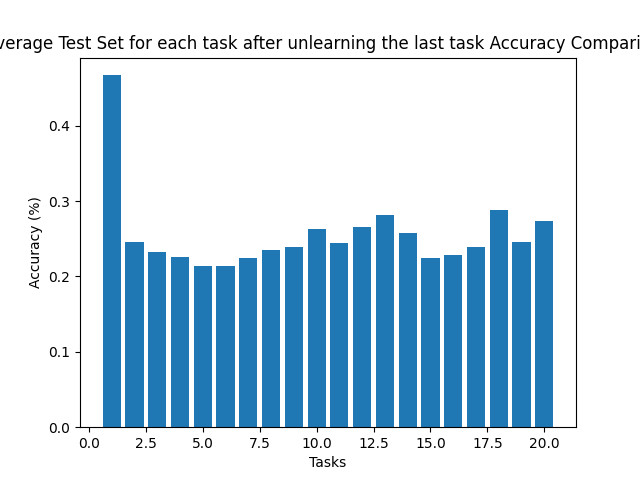 verage Test Set for each task after unlearning the last task Accuracy Compari
Accuracy (%)
0.4
0.3
0.2
0.1
0.0
0.0 2.5 5.0 7.5 10.0 12.5 15.0 17.5 20.0
Tasks